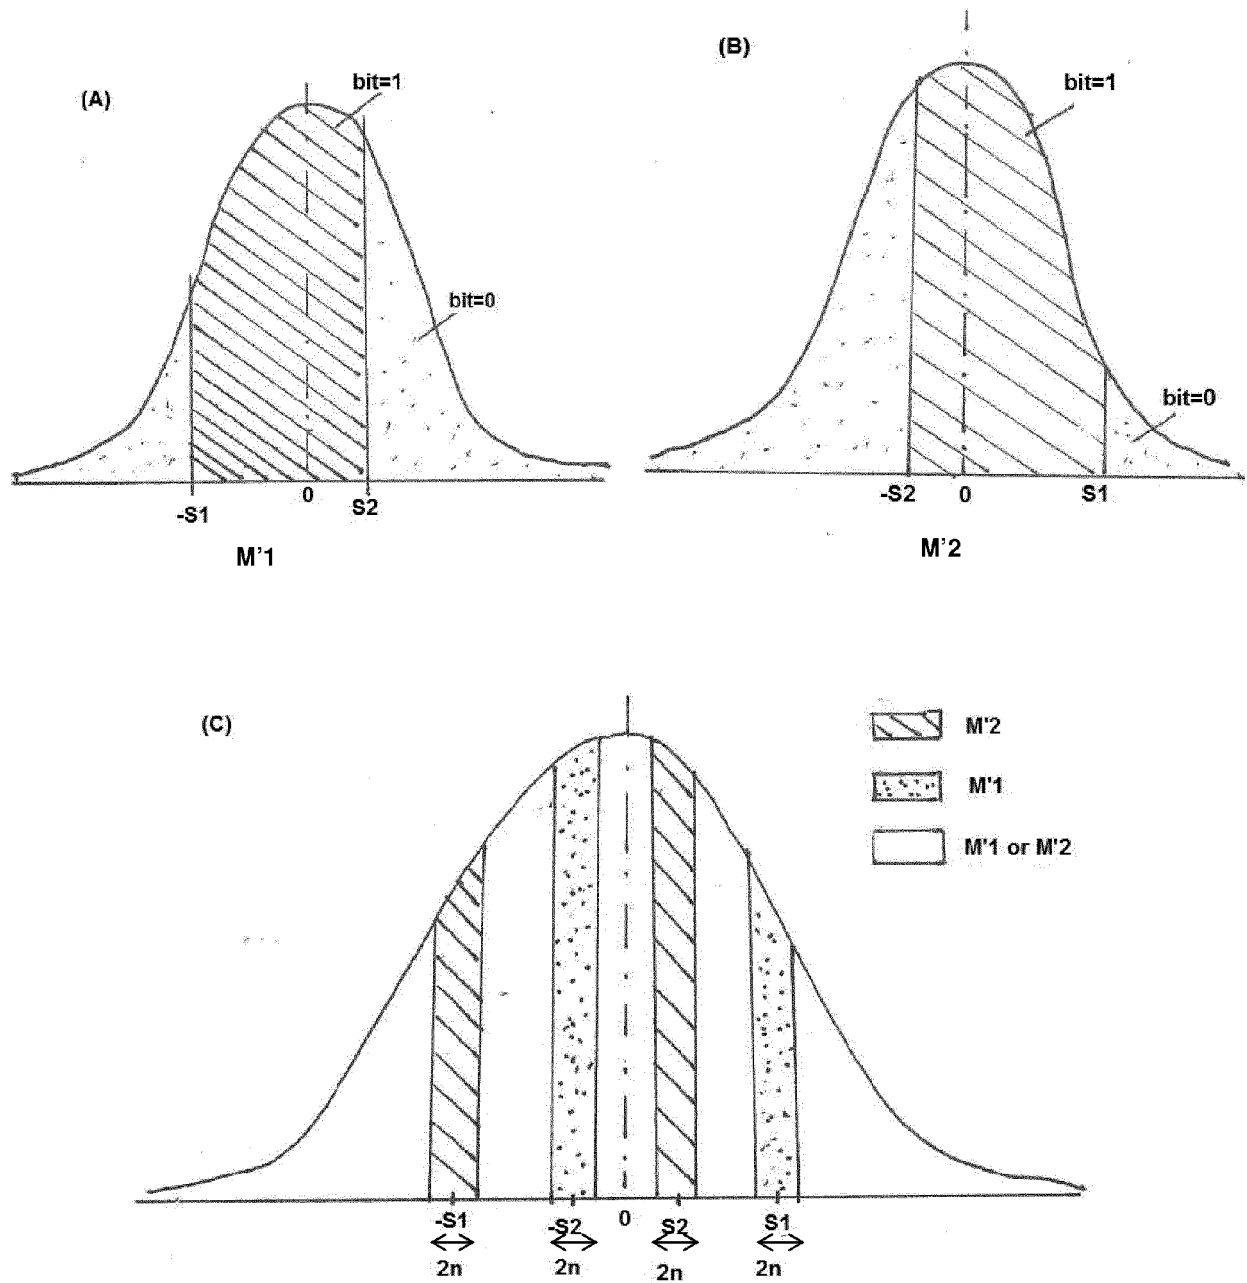 (A)
bit=1
bit=0
-S1
0
S2
M'1
(B)
bit=1
bit=0
-S2
0
S1
M'2
(C)
M'2
M'1
M'1 or M'2
-S1
-S2
0
S2
S1
2n
2n
2n
2n